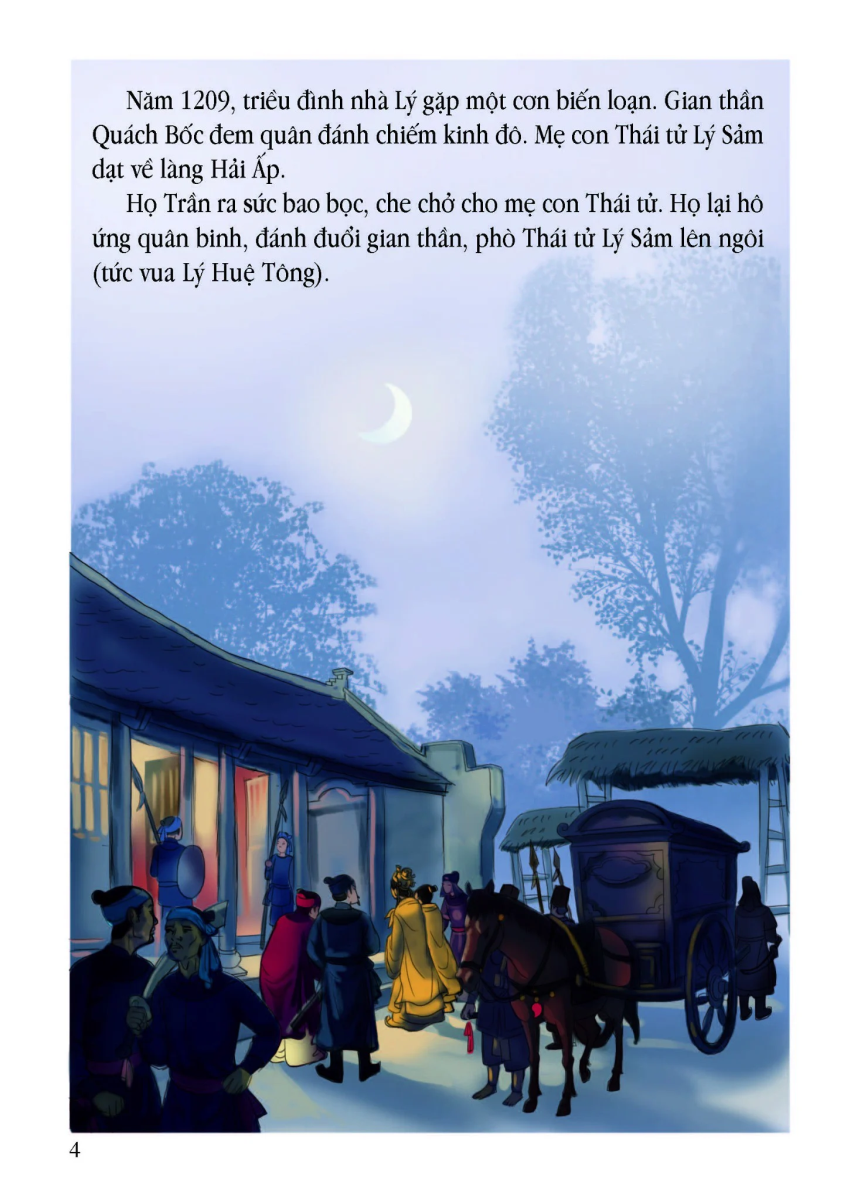 Năm 1209, triều đình nhà Lý gặp một cơn biến loạn. Gian thần
Quách Bốc đem quân đánh chiếm kinh đô. Mẹ con Thái tử Lý Sảm
dạt về làng Hải Ấp.
Họ Trần ra sức bao bọc, che chở cho mẹ con Thái tử. Họ lại hô
ứng quân binh, đánh đuổi gian thần, phò Thái tử Lý Sảm lên ngôi
(tức vua Lý Huệ Tông).
4